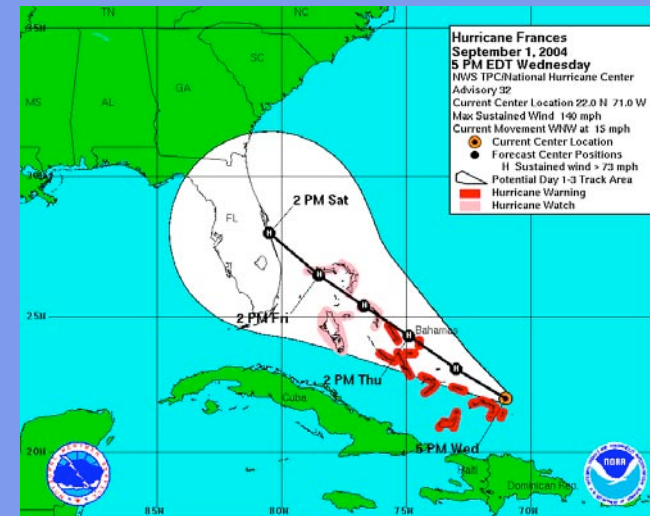 TN
NC
35N
SC
MS
AL
GA
Hurricane Frances
September 1, 2004
5 PM EDT Wednesday
NWS TPC/National Hurricane Center
Advisory 32
Current Center Location 22.0 N 71.0 W
Max Sustained Wind 140 mph
Current Movement WNW at 15 mph
Current Center Location
Forecast Center Positions
H Sustained wind > 73 mph
Potential Day 1-3 Track Area
Hurricane Warning
Hurricane Watch
30N
FL
2 PM Sat
H
H
2 PM Fri
H
25N
H
Bahamas
2 PM Thu
H
Cuba
5 PM Wed
20N
Haiti
Dominican Rep.
NOAA
85W
80W
75W
70W